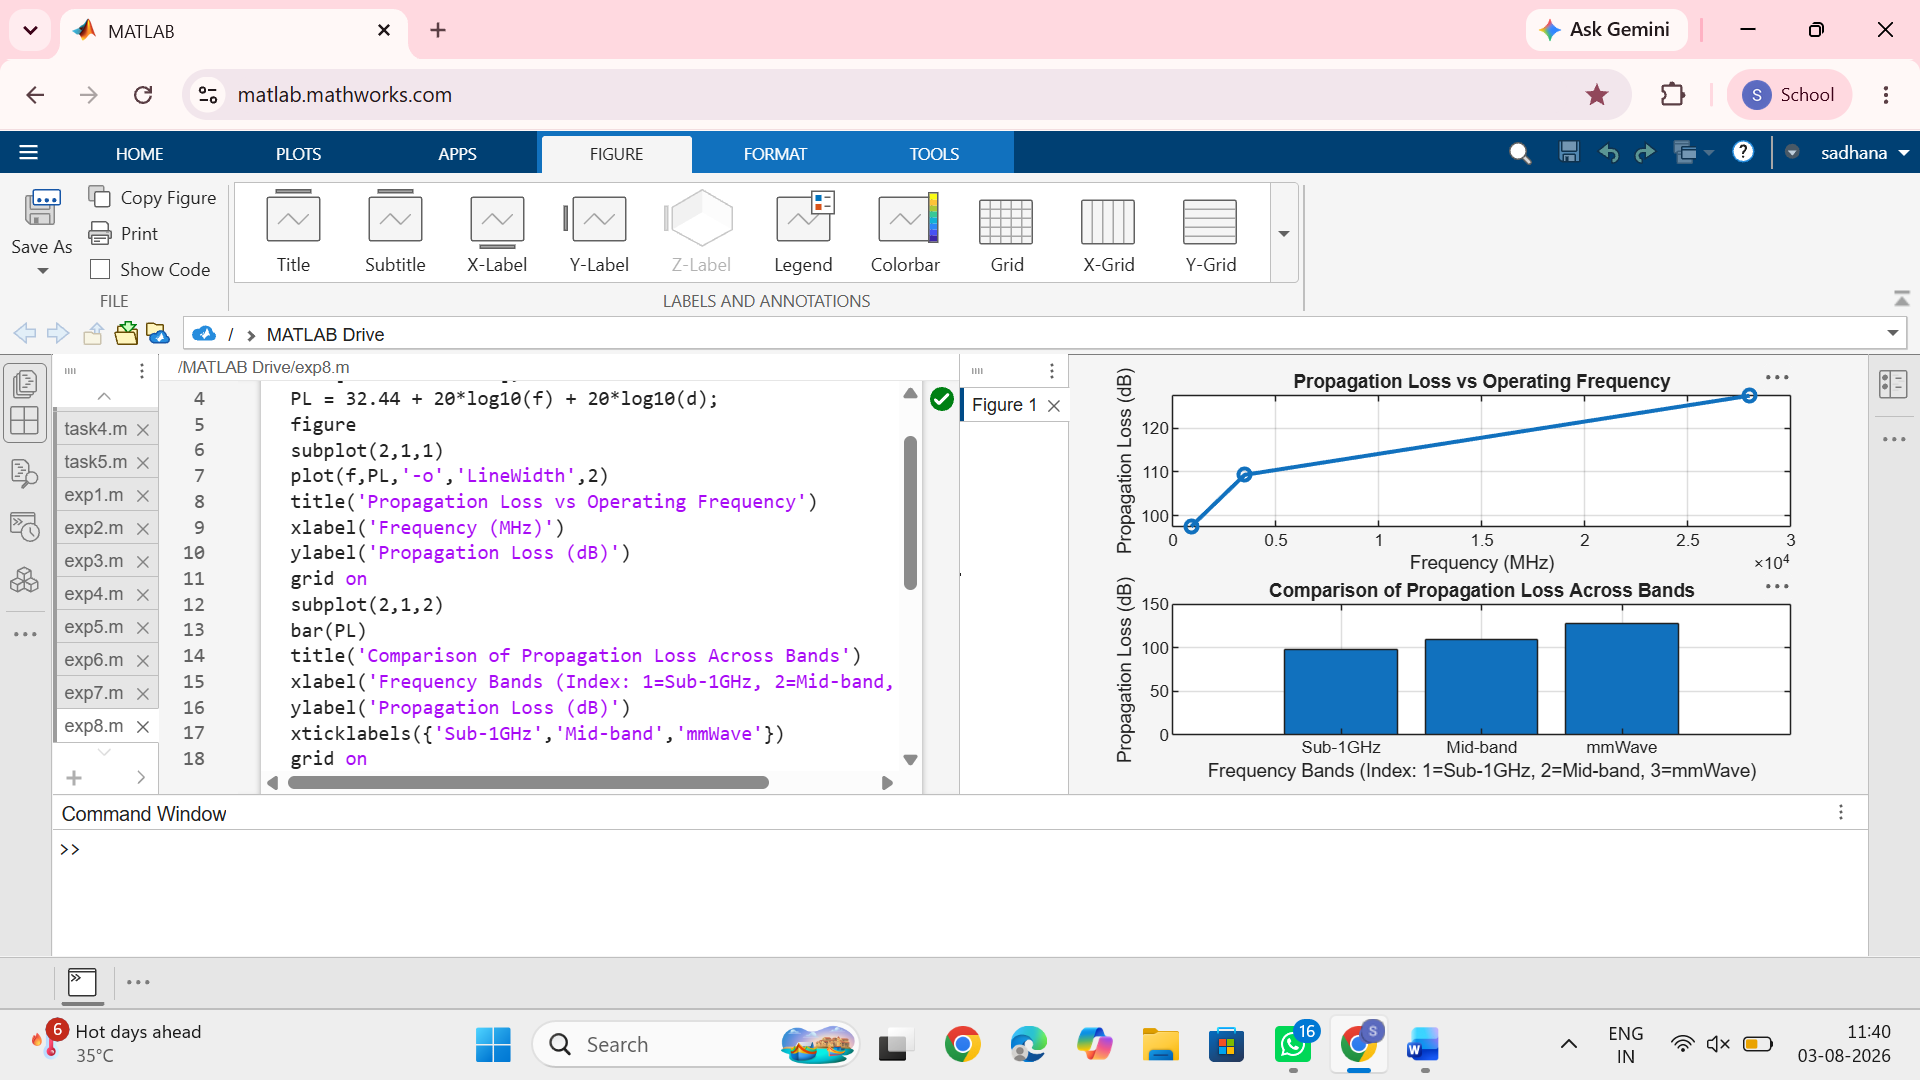 MATLAB
Ask Gemini
matlab.mathworks.com
S
School
HOME
PLOTS
APPS
FIGURE
FORMAT
TOOLS
?
sadhana
Save As
Copy Figure
Print
Show Code
FILE
Title
Subtitle
X-Label
Y-Label
Z-Label
Legend
Colorbar
Grid
X-Grid
Y-Grid
LABELS AND ANNOTATIONS
/ › MATLAB Drive
task4.m
task5.m
exp1.m
exp2.m
exp3.m
exp4.m
exp5.m
exp6.m
exp7.m
exp8.m
/MATLAB Drive/exp8.m
4 PL = 32.44 + 20*log10(f) + 20*log10(d);
5 figure
6 subplot(2,1,1)
7 plot(f,PL,'-o','LineWidth',2)
8 title('Propagation Loss vs Operating Frequency')
9 xlabel('Frequency (MHz)')
10 ylabel('Propagation Loss (dB)')
11 grid on
12 subplot(2,1,2)
13 bar(PL)
14 title('Comparison of Propagation Loss Across Bands')
15 xlabel('Frequency Bands (Index: 1=Sub-1GHz, 2=Mid-band,
16 ylabel('Propagation Loss (dB)')
17 xticklabels({'Sub-1GHz','Mid-band','mmWave'})
18 grid on
Figure 1
Propagation Loss vs Operating Frequency
Propagation Loss (dB)
120
110
100
0 0.5 1 1.5 2 2.5 3
×10⁴
Frequency (MHz)
Comparison of Propagation Loss Across Bands
Propagation Loss (dB)
150
100
50
0
Sub-1GHz Mid-band mmWave
Frequency Bands (Index: 1=Sub-1GHz, 2=Mid-band, 3=mmWave)
Command Window
>>
6
Hot days ahead
35°C
Search
16
S
W
ENG
IN
11:40
03-08-2026